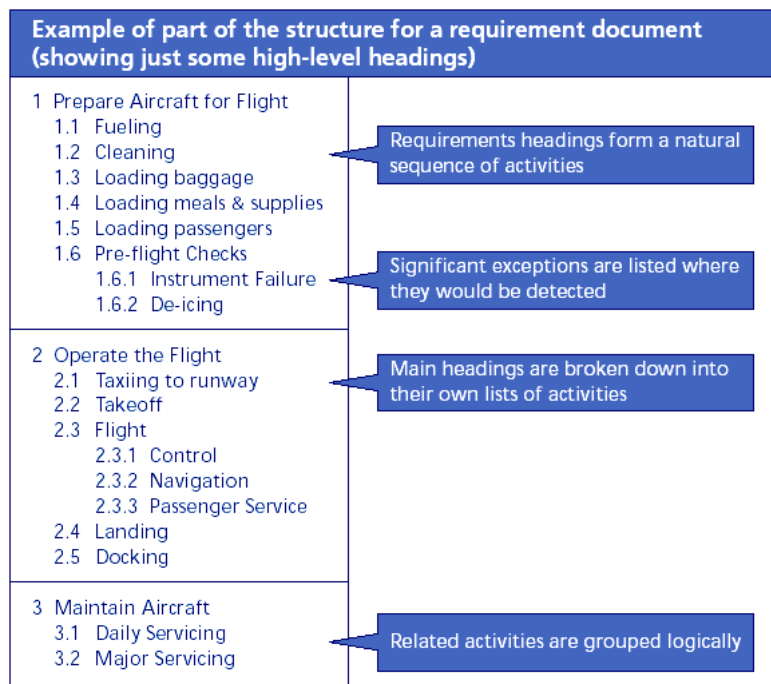 Example of part of the structure for a requirement document
(showing just some high-level headings)
1 Prepare Aircraft for Flight
1.1 Fueling
1.2 Cleaning
1.3 Loading baggage
1.4 Loading meals & supplies
1.5 Loading passengers
1.6 Pre-flight Checks
1.6.1 Instrument Failure
1.6.2 De-icing
Requirements headings form a natural
sequence of activities
Significant exceptions are listed where
they would be detected
2 Operate the Flight
2.1 Taxiing to runway
2.2 Takeoff
2.3 Flight
2.3.1 Control
2.3.2 Navigation
2.3.3 Passenger Service
2.4 Landing
2.5 Docking
Main headings are broken down into
their own lists of activities
3 Maintain Aircraft
3.1 Daily Servicing
3.2 Major Servicing
Related activities are grouped logically